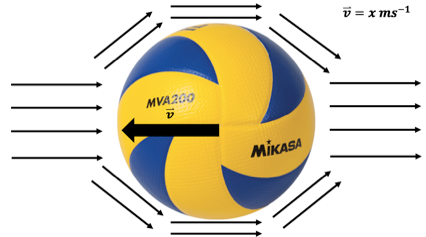 v⃗ = x ms⁻¹
MVA200
v⃗
MIKASA